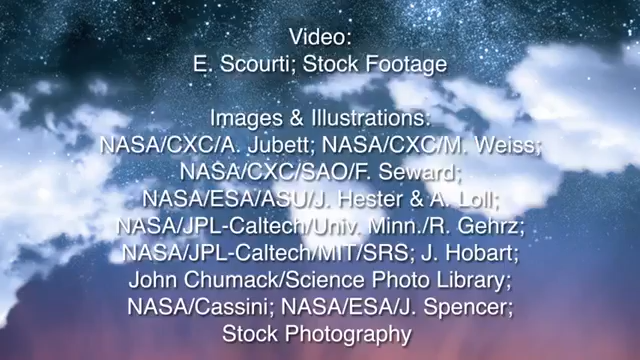 Video:
E. Scourti; Stock Footage
Images & Illustrations:
NASA/CXC/A. Jubett; NASA/CXC/M. Weiss;
NASA/CXC/SAO/F. Seward;
NASA/ESA/ASU/J. Hester & A. Loll;
NASA/JPL-Caltech/Univ. Minn./R. Gehrz;
NASA/JPL-Caltech/MIT/SRS; J. Hobart;
John Chumack/Science Photo Library;
NASA/Cassini; NASA/ESA/J. Spencer;
Stock Photography